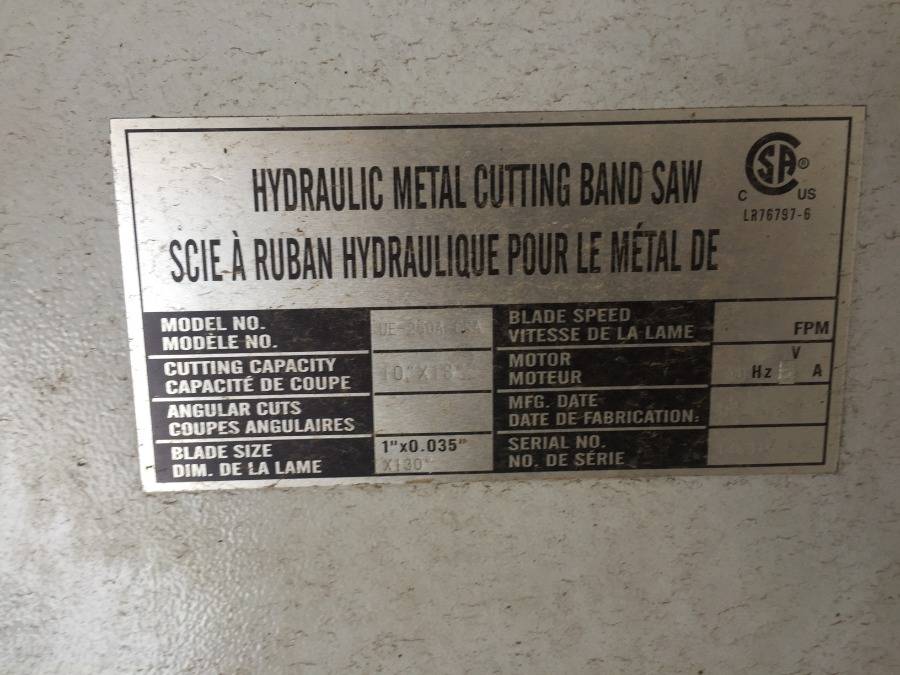 HYDRAULIC METAL CUTTING BAND SAW
SCIE À RUBAN HYDRAULIQUE POUR LE MÉTAL DE
CSA®
C US
LR76797-6
MODEL NO.
MODÈLE NO.
CUTTING CAPACITY
CAPACITÉ DE COUPE
ANGULAR CUTS
COUPES ANGULAIRES
BLADE SIZE
DIM. DE LA LAME
1"x0.035"
X130"
BLADE SPEED
VITESSE DE LA LAME
FPM
MOTOR
MOTEUR
V
Hz A
MFG. DATE
DATE DE FABRICATION:
SERIAL NO.
NO. DE SÉRIE